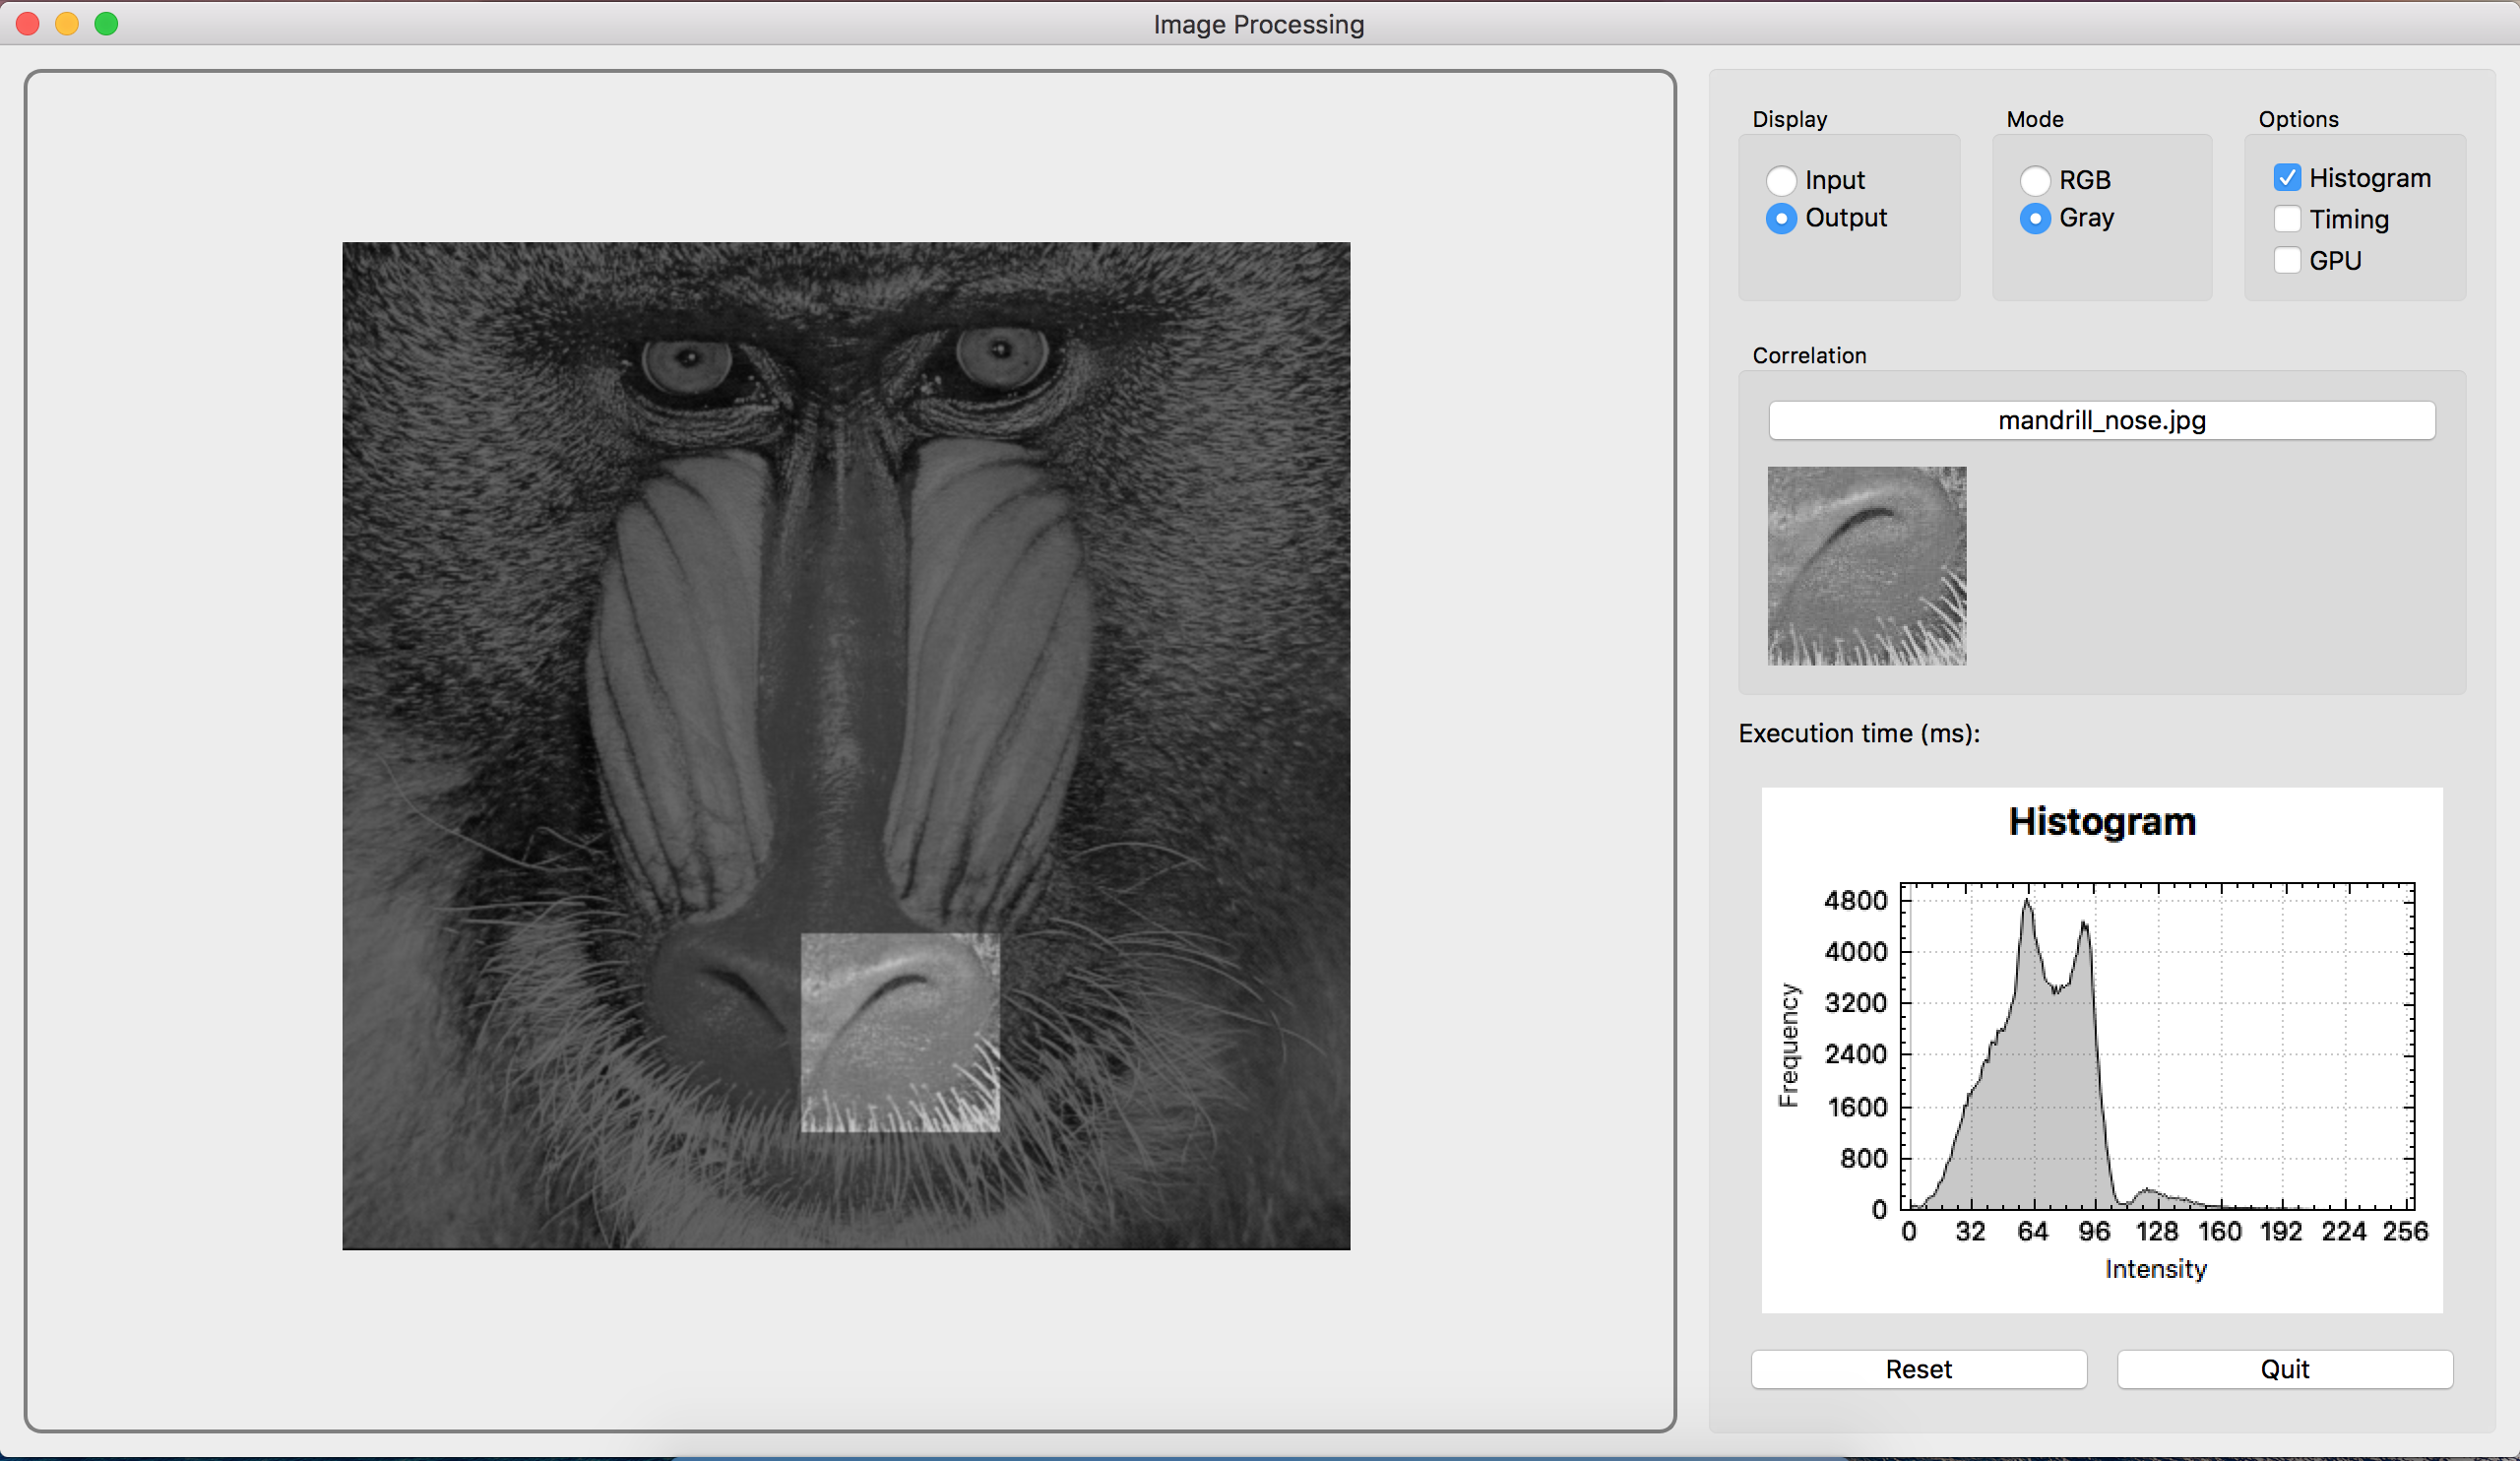 Image Processing
Display
Input
Output
Mode
RGB
Gray
Options
Histogram
Timing
GPU
Correlation
mandrill_nose.jpg
Execution time (ms):
Histogram
Frequency
4800
4000
3200
2400
1600
800
0
0 32 64 96 128 160 192 224 256
Intensity
Reset
Quit